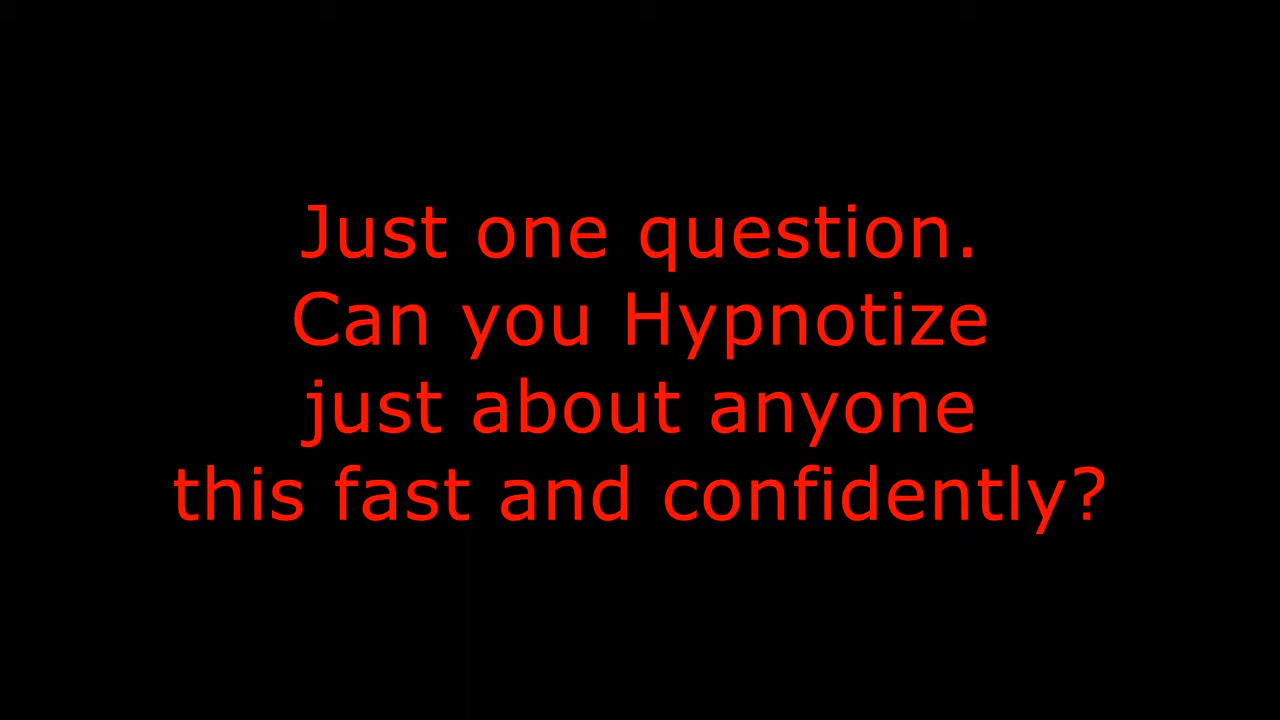 Just one question.
Can you Hypnotize
just about anyone
this fast and confidently?